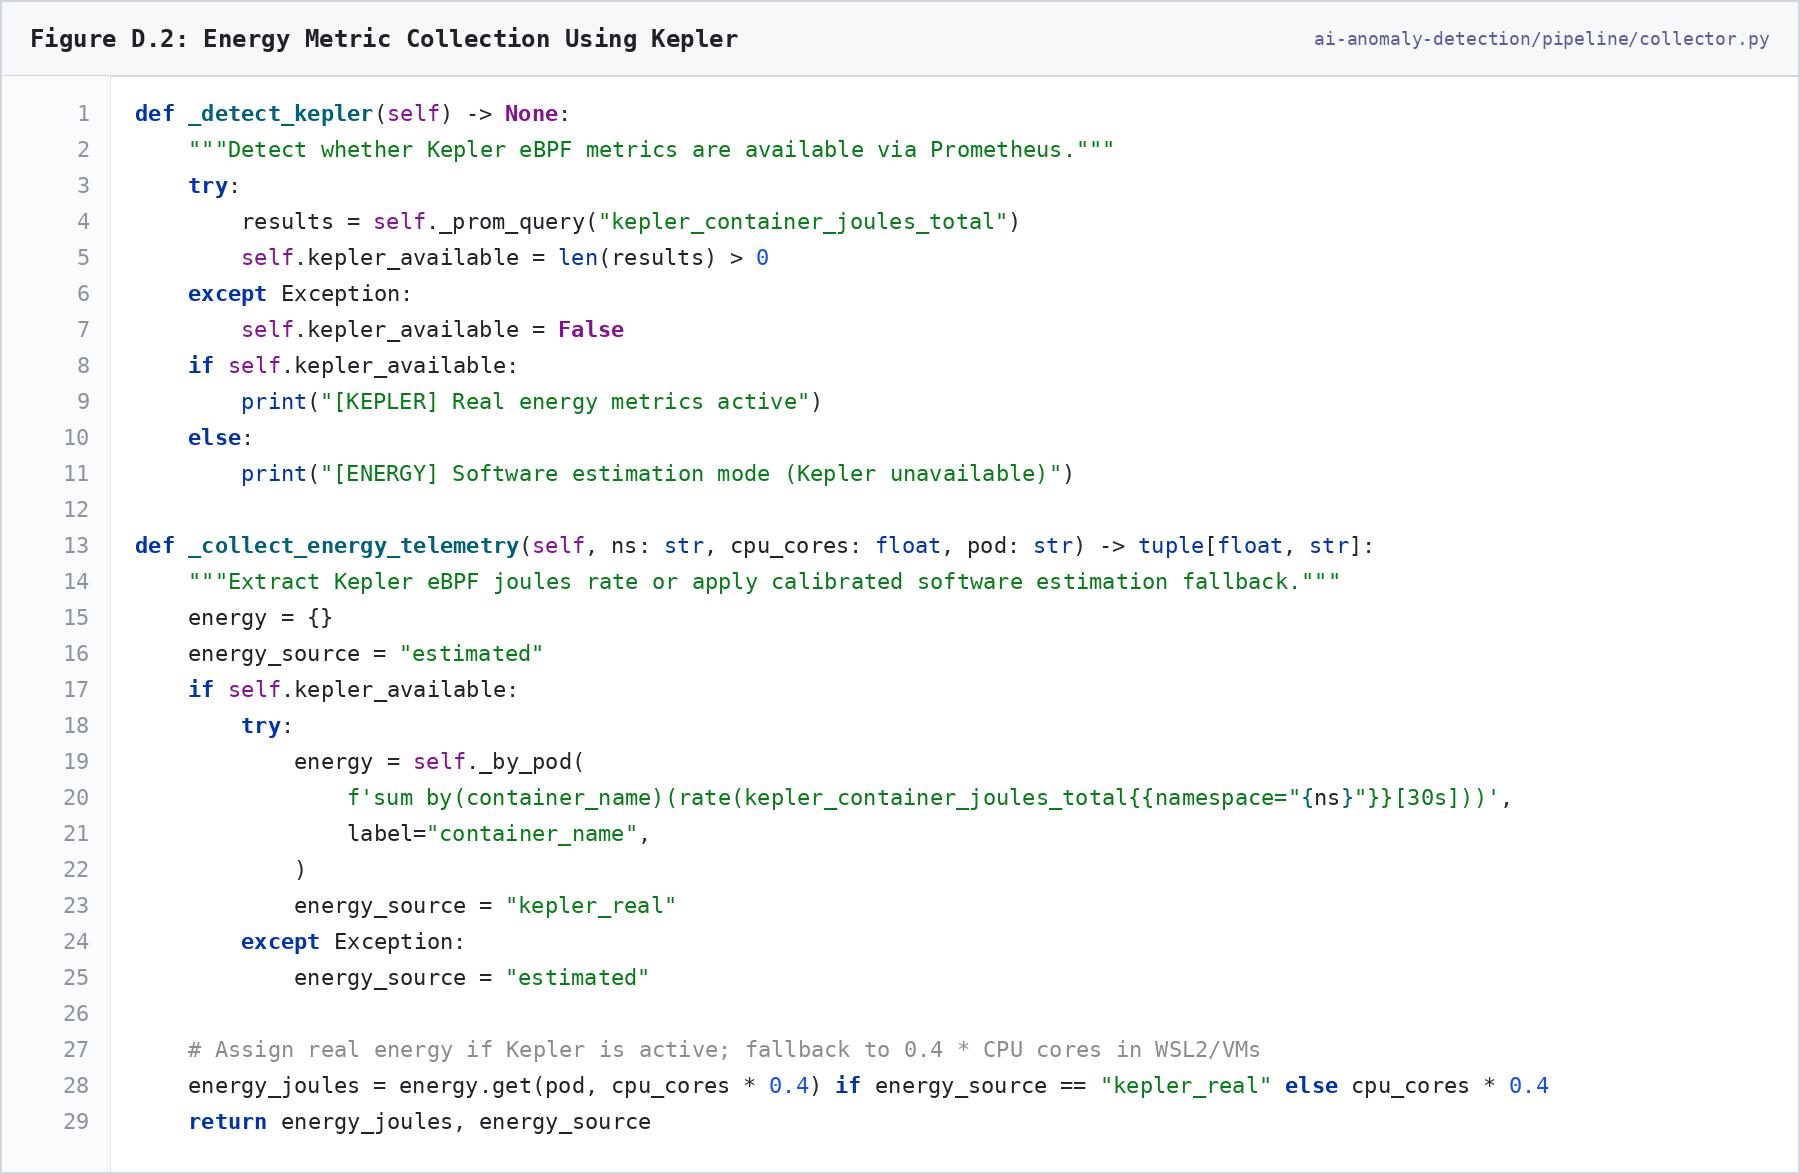 Figure D.2: Energy Metric Collection Using Kepler
ai-anomaly-detection/pipeline/collector.py
1 def _detect_kepler(self) -> None:
2     """Detect whether Kepler eBPF metrics are available via Prometheus."""
3     try:
4         results = self._prom_query("kepler_container_joules_total")
5         self.kepler_available = len(results) > 0
6     except Exception:
7         self.kepler_available = False
8     if self.kepler_available:
9         print("[KEPLER] Real energy metrics active")
10     else:
11         print("[ENERGY] Software estimation mode (Kepler unavailable)")
12
13 def _collect_energy_telemetry(self, ns: str, cpu_cores: float, pod: str) -> tuple[float, str]:
14     """Extract Kepler eBPF joules rate or apply calibrated software estimation fallback."""
15     energy = {}
16     energy_source = "estimated"
17     if self.kepler_available:
18         try:
19             energy = self._by_pod(
20                 f'sum by(container_name)(rate(kepler_container_joules_total{{namespace="{ns}"}}[30s]))',
21                 label="container_name",
22             )
23             energy_source = "kepler_real"
24         except Exception:
25             energy_source = "estimated"
26
27     # Assign real energy if Kepler is active; fallback to 0.4 * CPU cores in WSL2/VMs
28     energy_joules = energy.get(pod, cpu_cores * 0.4) if energy_source == "kepler_real" else cpu_cores * 0.4
29     return energy_joules, energy_source